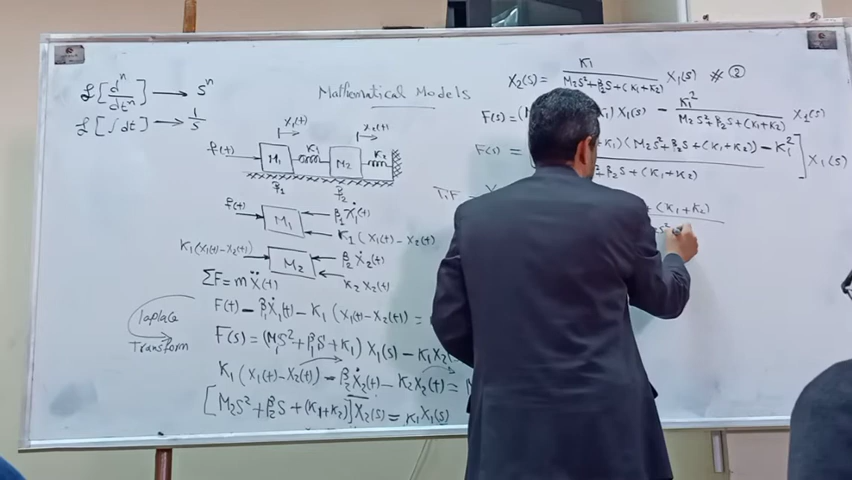 Mathematical Models
ℒ[dⁿ/dtⁿ] → Sⁿ
ℒ[∫dt] → 1/S
X₁(t) X₂(t)
f(t) M₁ K₁ M₂ K₂
β₁ β₂
f(t) M₁ β₁Ẋ₁(t)
K₁(X₁(t)-X₂(t)
K₁(X₁(t)-X₂(t)) M₂ β₂Ẋ₂(t)
K₂X₂(t)
ΣF=mẌ(t)
Laplace
Transform
F(t) - β₁Ẋ₁(t) - K₁(X₁(t)-X₂(t) =
F(s) = (M₁S²+β₁S+K₁) X₁(s) - K₁X₂(
K₁(X₁(t)-X₂(t)) - β₂Ẋ₂(t) - K₂X₂(t) =
[M₂S²+β₂S+(K₁+K₂)]X₂(s) = K₁X₁(s)
X₂(s) = K₁/(M₂S²+β₂S+(K₁+K₂)) X₁(s) # ②
F(s) = ( K₁) X₁(s) - K₁²/(M₂S²+β₂S+(K₁+K₂)) X₁(s)
F(s) = +K₁)(M₂S²+β₂S+(K₁+K₂)) - K₁²] X₁(s)
β₂S+(K₁+K₂)
T.F = X
+(K₁+K₂)
S²